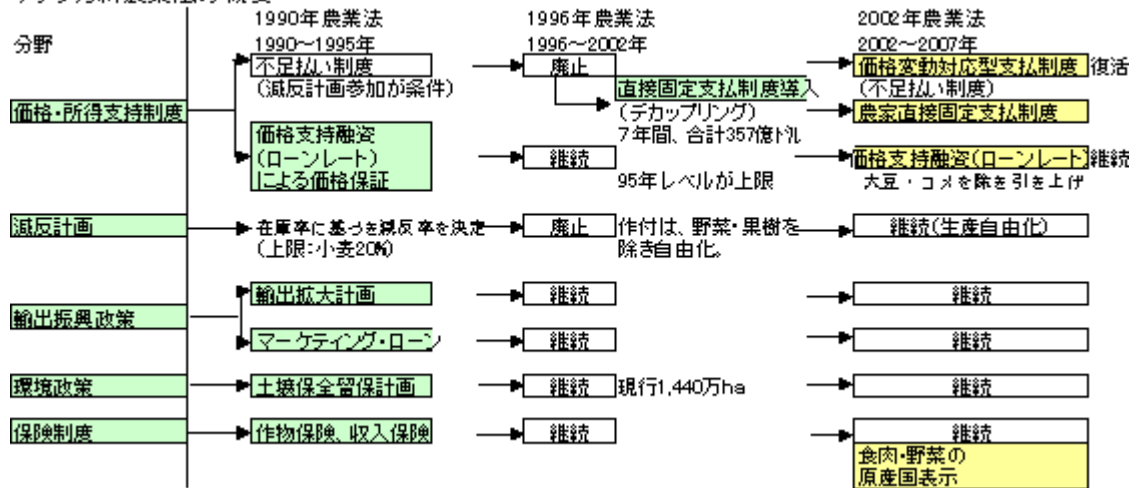 1990年農業法
1996年農業法
2002年農業法
分野
1990～1995年
1996～2002年
2002～2007年
不足払い制度
廃止
価格変動対応型支払制度 復活
(減反計画参加が条件)
直接固定支払制度導入
(不足払い制度)
価格・所得支持制度
(デカップリング)
農家直接固定支払制度
7年間、合計357億ドル
価格支持融資
(ローンレート)
による価格保証
継続
価格支持融資(ローンレート)継続
95年レベルが上限
大豆・コメを除き引き上げ
減反計画
在庫率に基づき減反率を決定
(上限：小麦20%)
廃止
作付は、野菜・果樹を
除き自由化。
継続(生産自由化)
輸出振興政策
輸出拡大計画
継続
継続
マーケティング・ローン
継続
継続
環境政策
土壌保全留保計画
継続
現行1,440万ha
継続
保険制度
作物保険、収入保険
継続
継続
食肉・野菜の
原産国表示